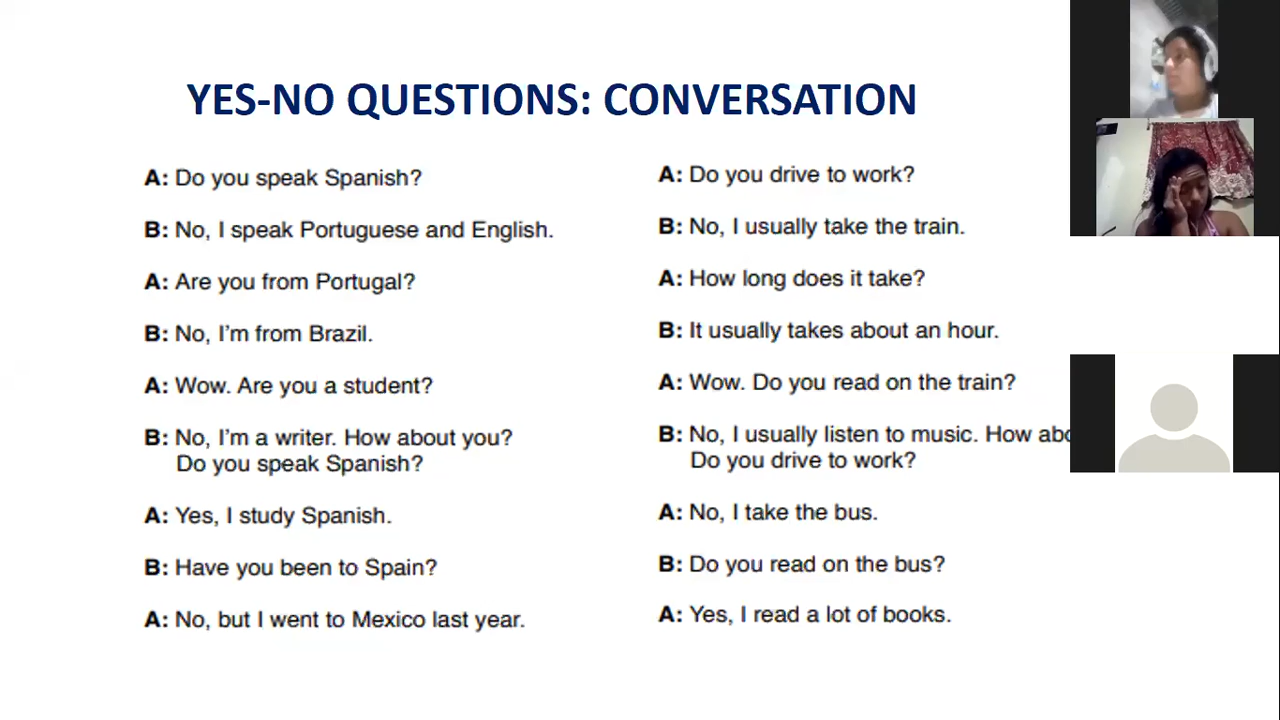 YES-NO QUESTIONS: CONVERSATION
A: Do you speak Spanish?
B: No, I speak Portuguese and English.
A: Are you from Portugal?
B: No, I'm from Brazil.
A: Wow. Are you a student?
B: No, I'm a writer. How about you?
Do you speak Spanish?
A: Yes, I study Spanish.
B: Have you been to Spain?
A: No, but I went to Mexico last year.
A: Do you drive to work?
B: No, I usually take the train.
A: How long does it take?
B: It usually takes about an hour.
A: Wow. Do you read on the train?
B: No, I usually listen to music. How
Do you drive to work?
A: No, I take the bus.
B: Do you read on the bus?
A: Yes, I read a lot of books.